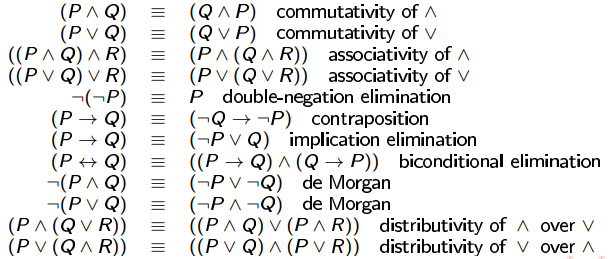 (P ∧ Q) ≡ (Q ∧ P) commutativity of ∧
(P ∨ Q) ≡ (Q ∨ P) commutativity of ∨
((P ∧ Q) ∧ R) ≡ (P ∧ (Q ∧ R)) associativity of ∧
((P ∨ Q) ∨ R) ≡ (P ∨ (Q ∨ R)) associativity of ∨
¬(¬P) ≡ P double-negation elimination
(P → Q) ≡ (¬Q → ¬P) contraposition
(P → Q) ≡ (¬P ∨ Q) implication elimination
(P ↔ Q) ≡ ((P → Q) ∧ (Q → P)) biconditional elimination
¬(P ∧ Q) ≡ (¬P ∨ ¬Q) de Morgan
¬(P ∨ Q) ≡ (¬P ∧ ¬Q) de Morgan
(P ∧ (Q ∨ R)) ≡ ((P ∧ Q) ∨ (P ∧ R)) distributivity of ∧ over ∨
(P ∨ (Q ∧ R)) ≡ ((P ∨ Q) ∧ (P ∨ R)) distributivity of ∨ over ∧